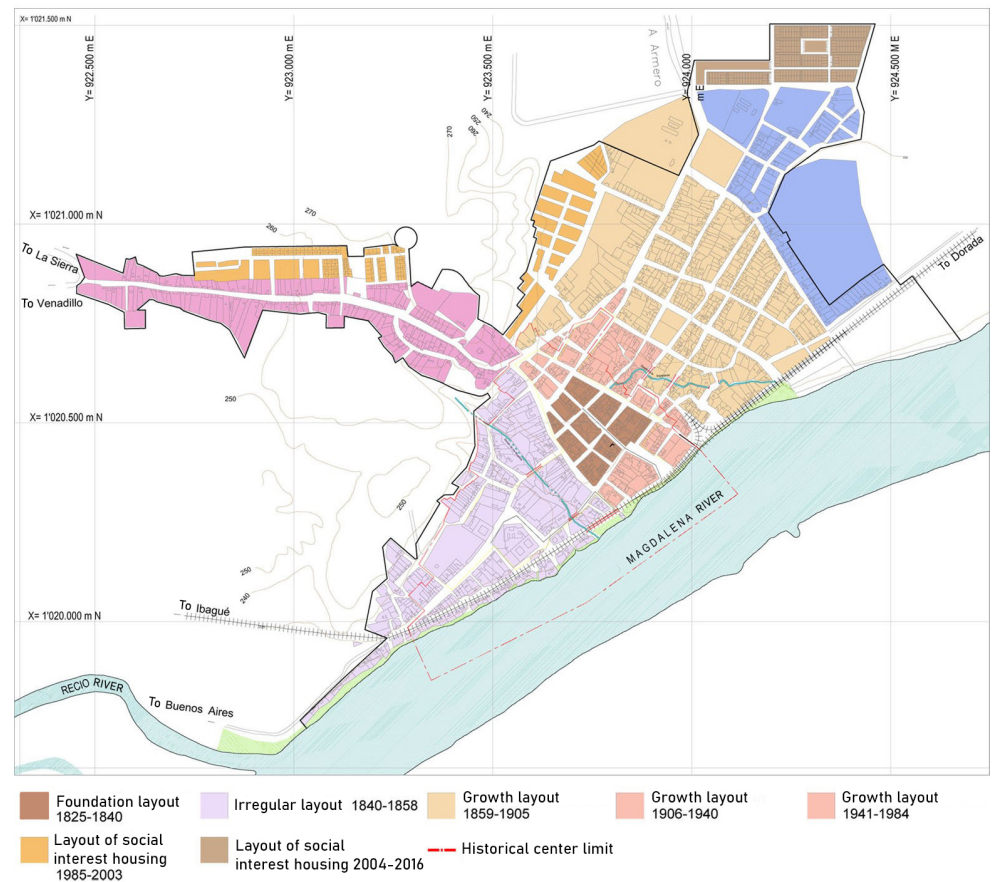 X= 1'021.500 m N
Y= 922.500 m E
Y= 923.000 m E
Y= 923.500 m E
A Armero
Y= 924.000
m E
Y= 924.500 M E
240
250
260
270
X= 1'021.000 m N
270
260
To La Sierra
To Venadillo
To Dorada
250
X= 1'020.500 m N
250
MAGDALENA RIVER
250
240
To Ibagué
X= 1'020.000 m N
RECIO RIVER
To Buenos Aires
Foundation layout
1825-1840
Irregular layout 1840-1858
Growth layout
1859-1905
Growth layout
1906-1940
Growth layout
1941-1984
Layout of social
interest housing
1985-2003
Layout of social
interest housing 2004-2016
Historical center limit